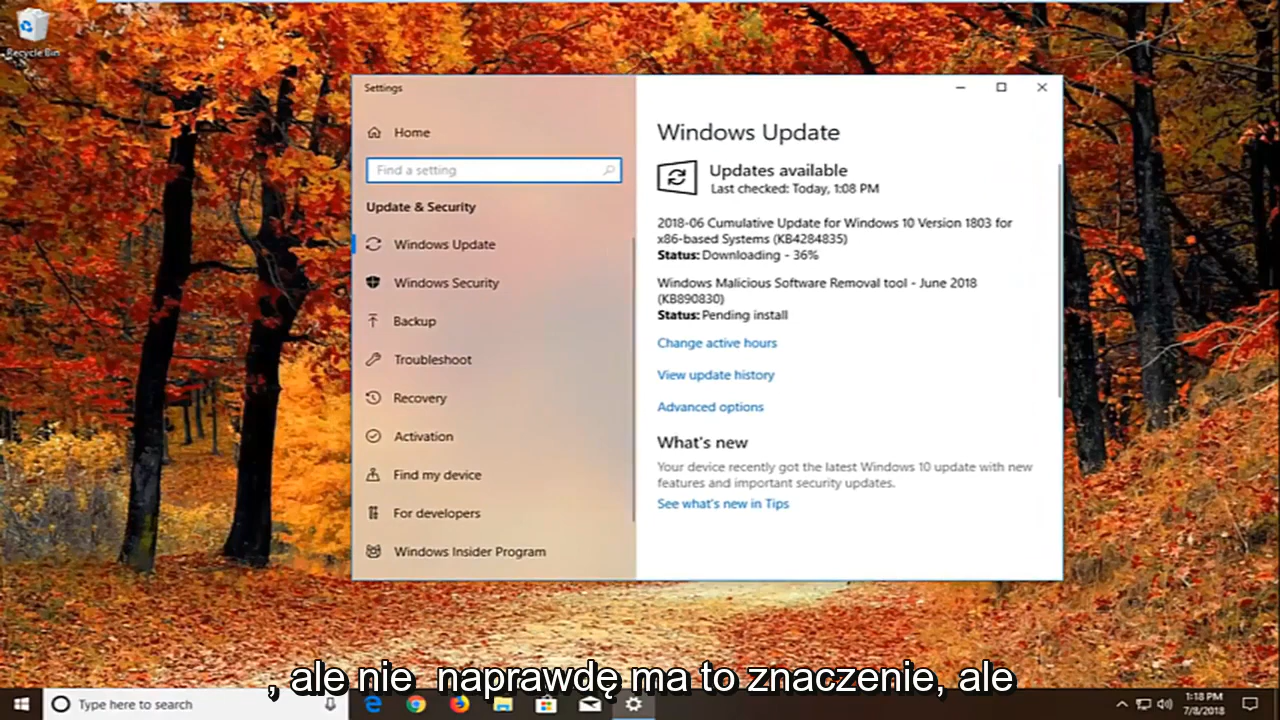 Recycle Bin
Settings
Home
Find a setting
Update & Security
Windows Update
Windows Security
Backup
Troubleshoot
Recovery
Activation
Find my device
For developers
Windows Insider Program
Windows Update
Updates available
Last checked: Today, 1:08 PM
2018-06 Cumulative Update for Windows 10 Version 1803 for
x86-based Systems (KB4284835)
Status: Downloading - 36%
Windows Malicious Software Removal tool - June 2018
(KB890830)
Status: Pending install
Change active hours
View update history
Advanced options
What's new
Your device recently got the latest Windows 10 update with new
features and important security updates.
See what's new in Tips
, ale nie naprawdę ma to znaczenie, ale
Type here to search
1:18 PM
7/8/2018